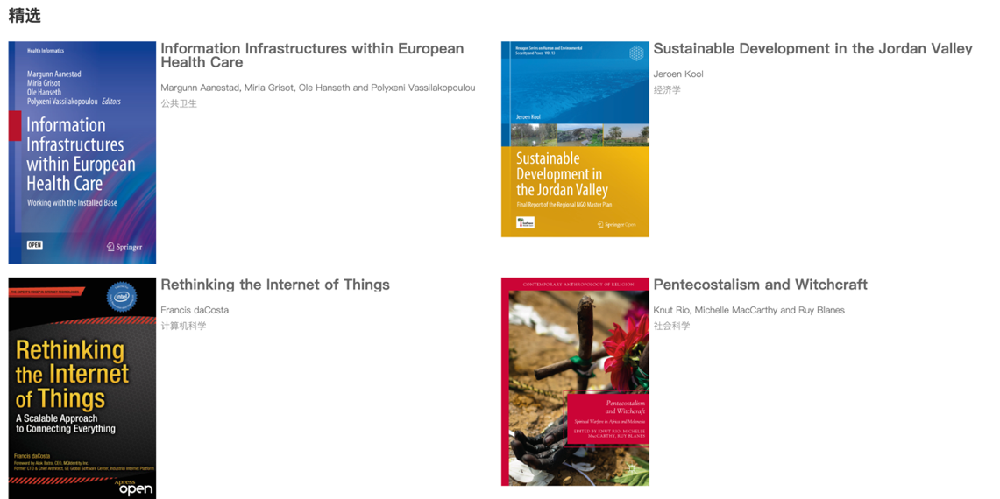 精选
Health Informatics
Margunn Aanestad
Miria Grisot
Ole Hanseth
Polyxeni Vassilakopoulou Editors
Information
Infrastructures
within European
Health Care
Working with the Installed Base
OPEN
Springer
Information Infrastructures within European
Health Care
Margunn Aanestad, Miria Grisot, Ole Hanseth and Polyxeni Vassilakopoulou
公共卫生
Hexagon Series on Human and Environmental
Security and Peace VOL 13
Jeroen Kool
Sustainable
Development in
the Jordan Valley
Final Report of the Regional NGO Master Plan
Springer Open
Sustainable Development in the Jordan Valley
Jeroen Kool
经济学
THE EXPERT'S VOICE IN INTERNET TECHNOLOGIES
intel
Rethinking
the Internet
of Things
A Scalable Approach
to Connecting Everything
Francis daCosta
Foreword by Alok Batra, CEO, MQIdentity, Inc.
Former CTO & Chief Architect, GE Global Software Center, Industrial Internet Platform
Apress
open
Rethinking the Internet of Things
Francis daCosta
计算机科学
CONTEMPORARY ANTHROPOLOGY OF RELIGION
Pentecostalism
and Witchcraft
Spiritual Warfare in Africa and Melanesia
EDITED BY KNUT RIO, MICHELLE
MacCARTHY, RUY BLANES
Pentecostalism and Witchcraft
Knut Rio, Michelle MacCarthy and Ruy Blanes
社会科学